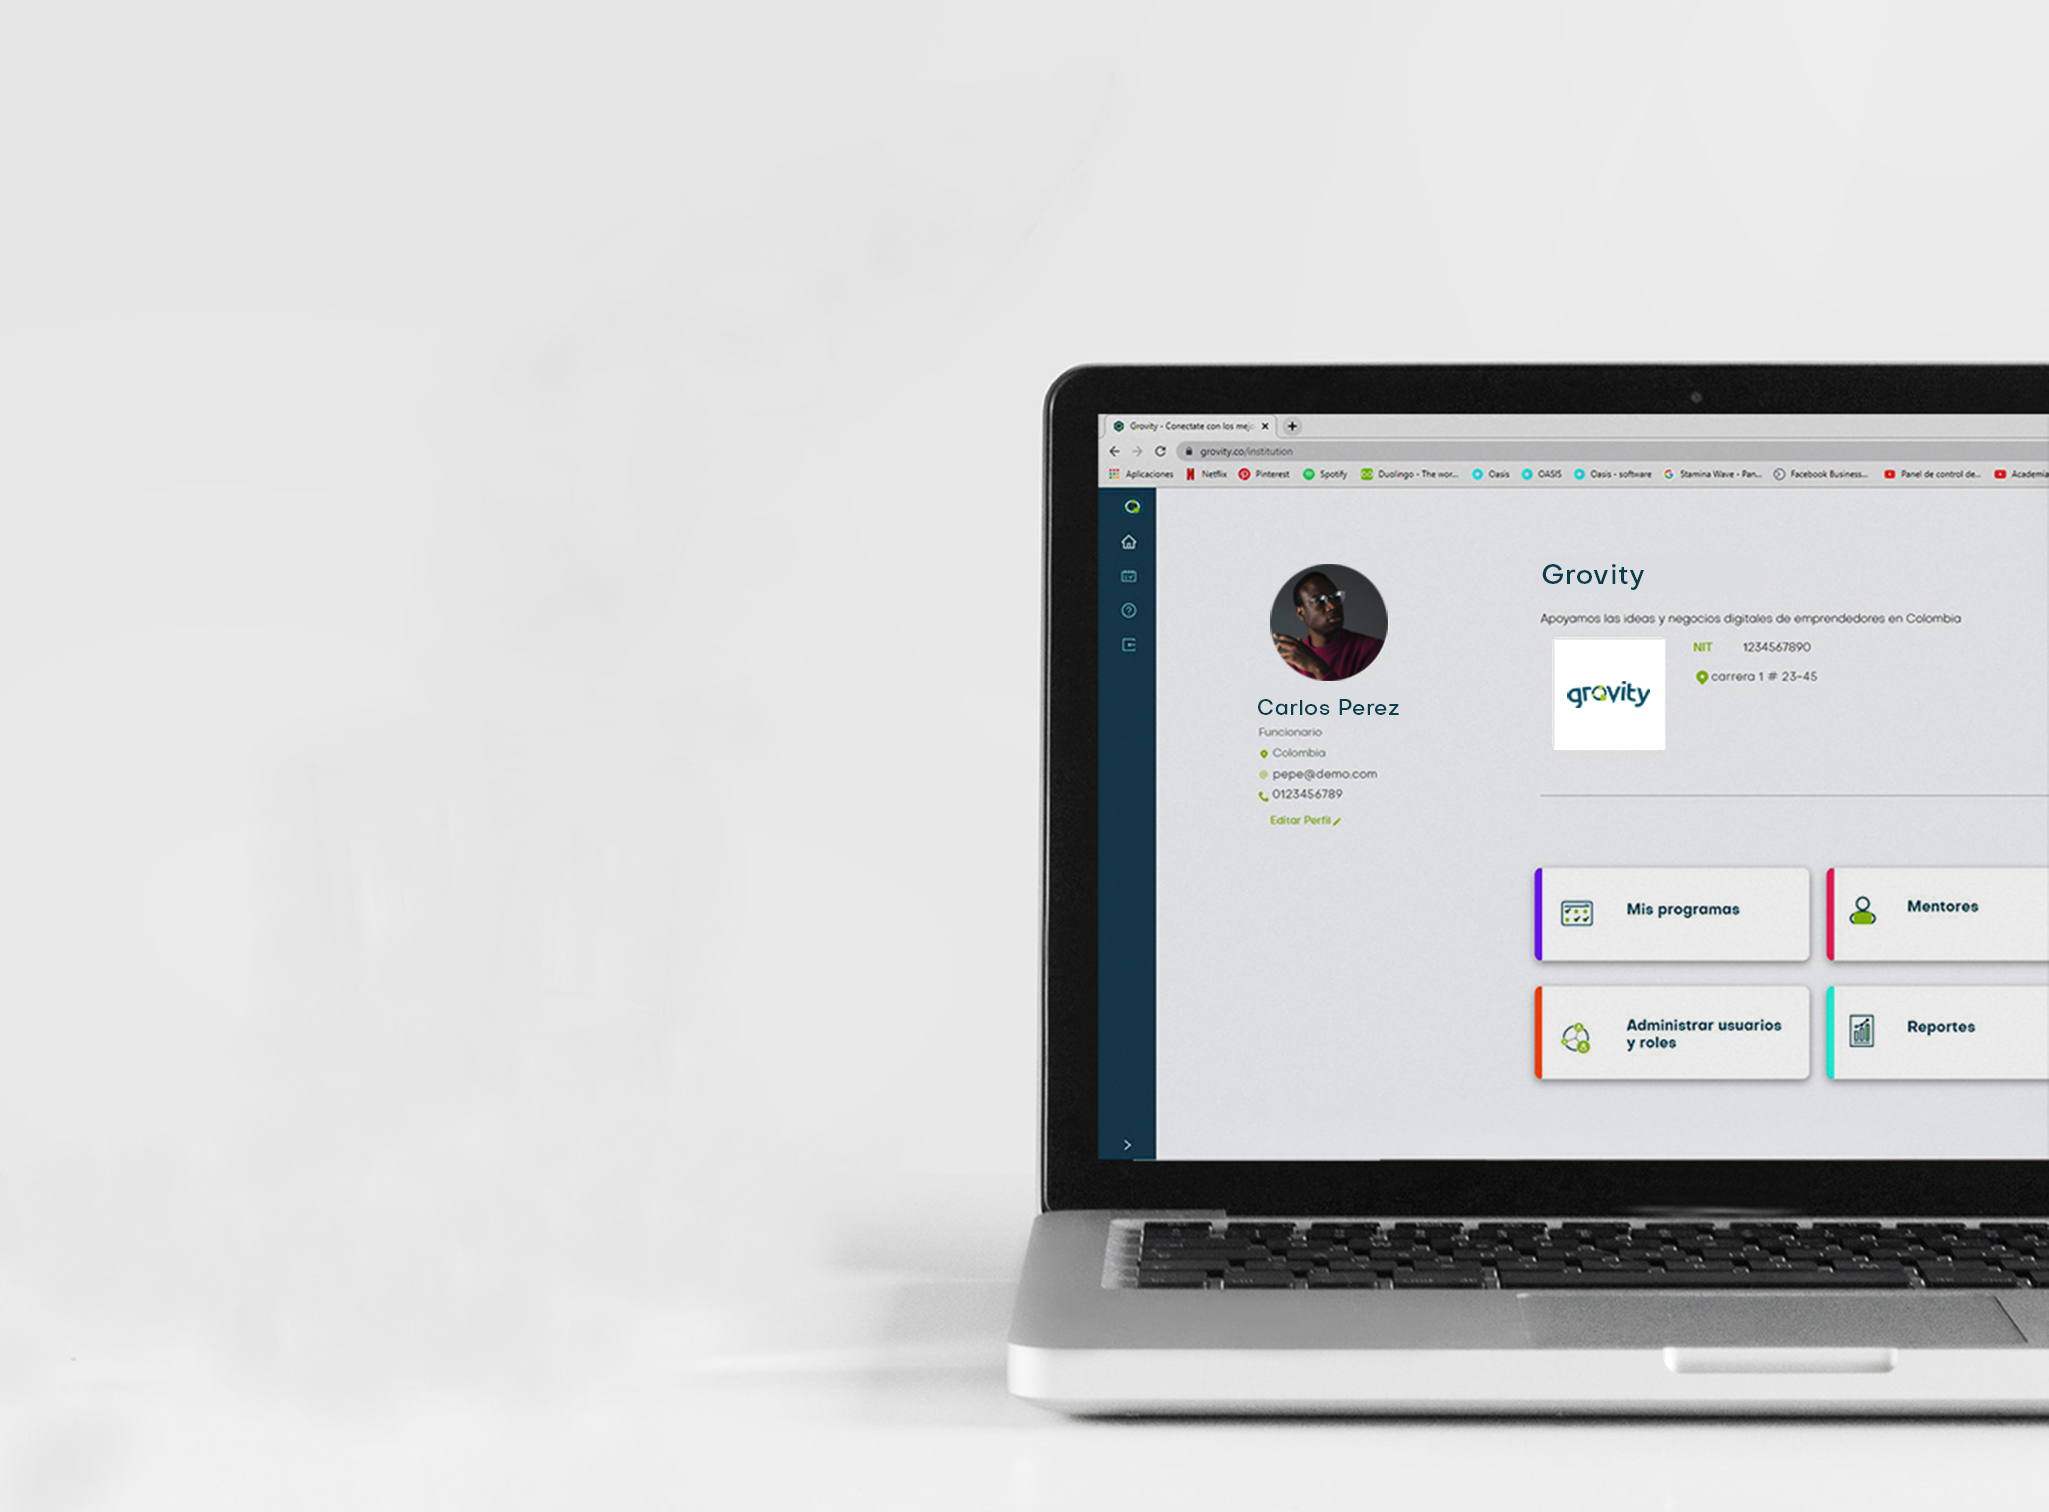 Grovity - Conectate con los mej
grovity.co/institution
Aplicaciones Netflix Pinterest Spotify Duolingo - The wor... Oasis OASIS Oasis - software Stamina Wave - Pan... Facebook Business... Panel de control de... Academia
Grovity
Apoyamos las ideas y negocios digitales de emprendedores en Colombia
grovity
NIT 1234567890
carrera 1 # 23-45
Carlos Perez
Funcionario
Colombia
pepe@demo.com
0123456789
Editar Perfil
Mis programas
Mentores
Administrar usuarios
y roles
Reportes